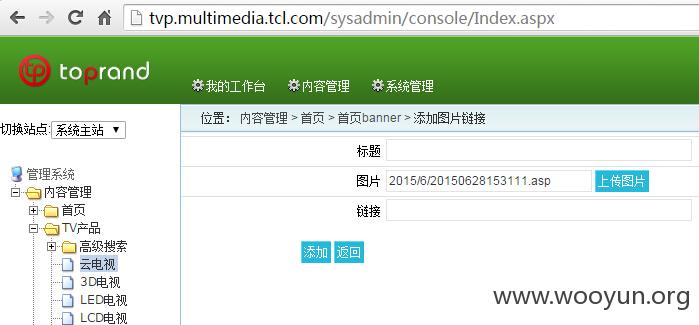 tvp.multimedia.tcl.com/sysadmin/console/Index.aspx
tp toprand
我的工作台 内容管理 系统管理
切换站点: 系统主站
位置: 内容管理 > 首页 > 首页banner > 添加图片链接
标题
图片 2015/6/20150628153111.asp 上传图片
链接
添加 返回
管理系统
内容管理
首页
TV产品
高级搜索
云电视
3D电视
LED电视
LCD电视
www.wooyun.org